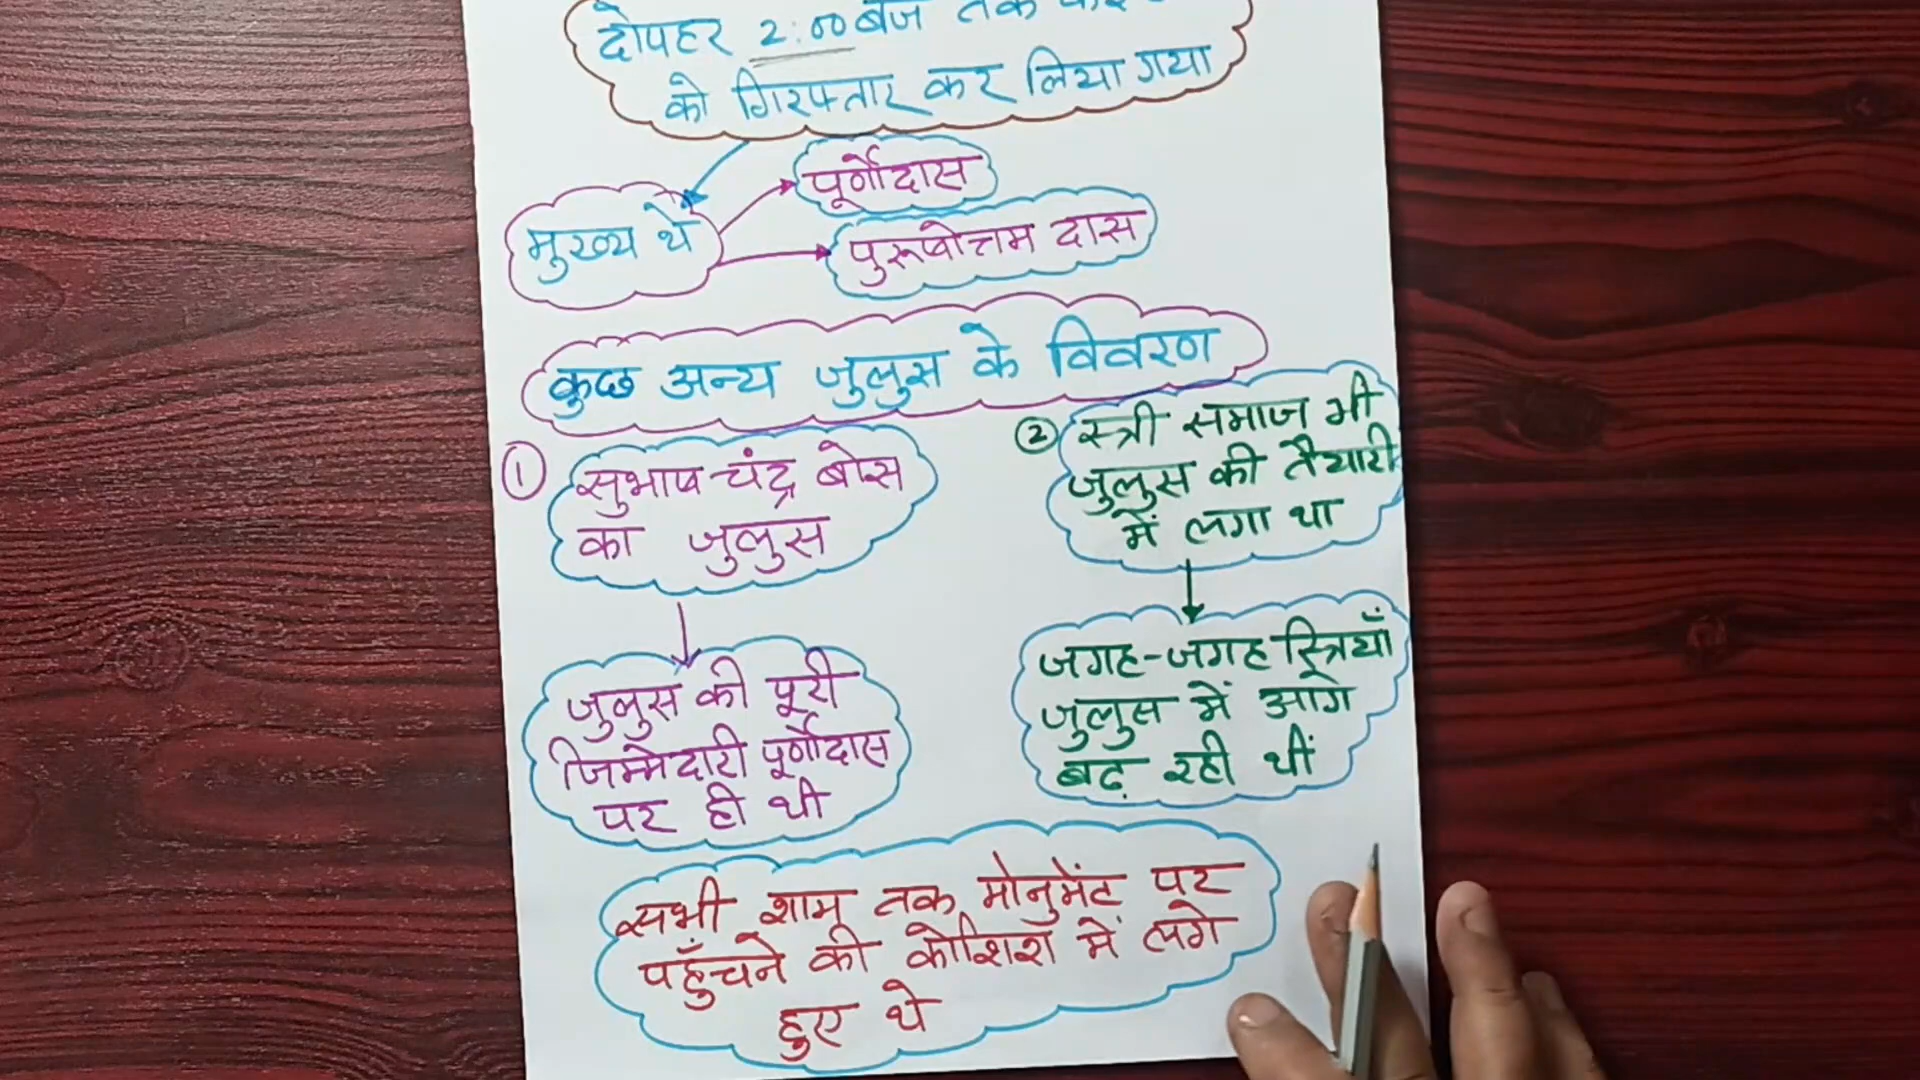 दोपहर 2:00 बजे तक
को गिरफ्तार कर लिया गया
मुख्य थे
पूर्णोदास
पुरूषोत्तम दास
कुछ अन्य जुलुस के विवरण
① सुभाष चंद्र बोस
का जुलुस
जुलुस की पूरी
जिम्मेदारी पूर्णोदास
पर ही थी
② स्त्री समाज भी
जुलुस की तैयारी
में लगा था
जगह-जगह स्त्रियाँ
जुलुस में आगे
बढ़ रही थीं
सभी शाम तक मोनुमेंट पर
पहुँचने की कोशिश में लगे
हुए थे